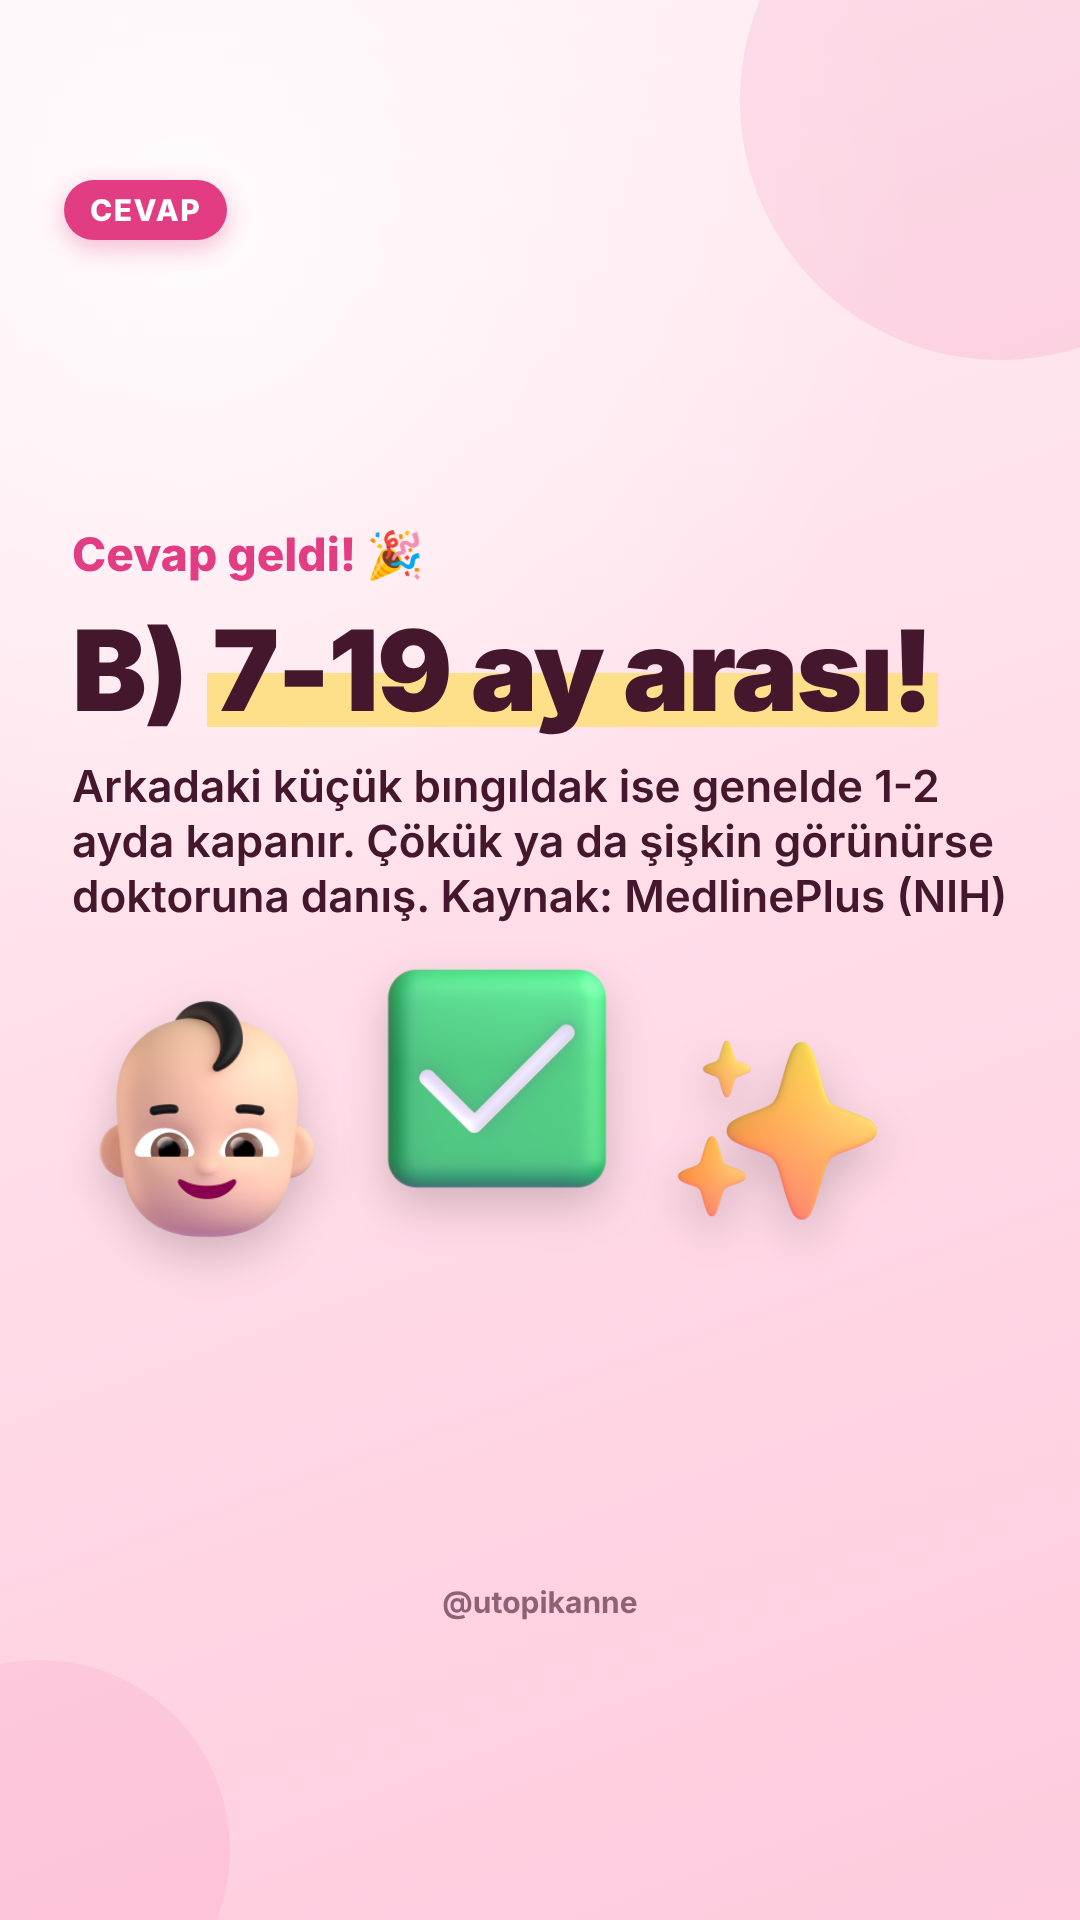 CEVAP
Cevap geldi! 🎉
B) 7-19 ay arası!
Arkadaki küçük bıngıldak ise genelde 1-2
ayda kapanır. Çökük ya da şişkin görünürse
doktoruna danış. Kaynak: MedlinePlus (NIH)
@utopikanne